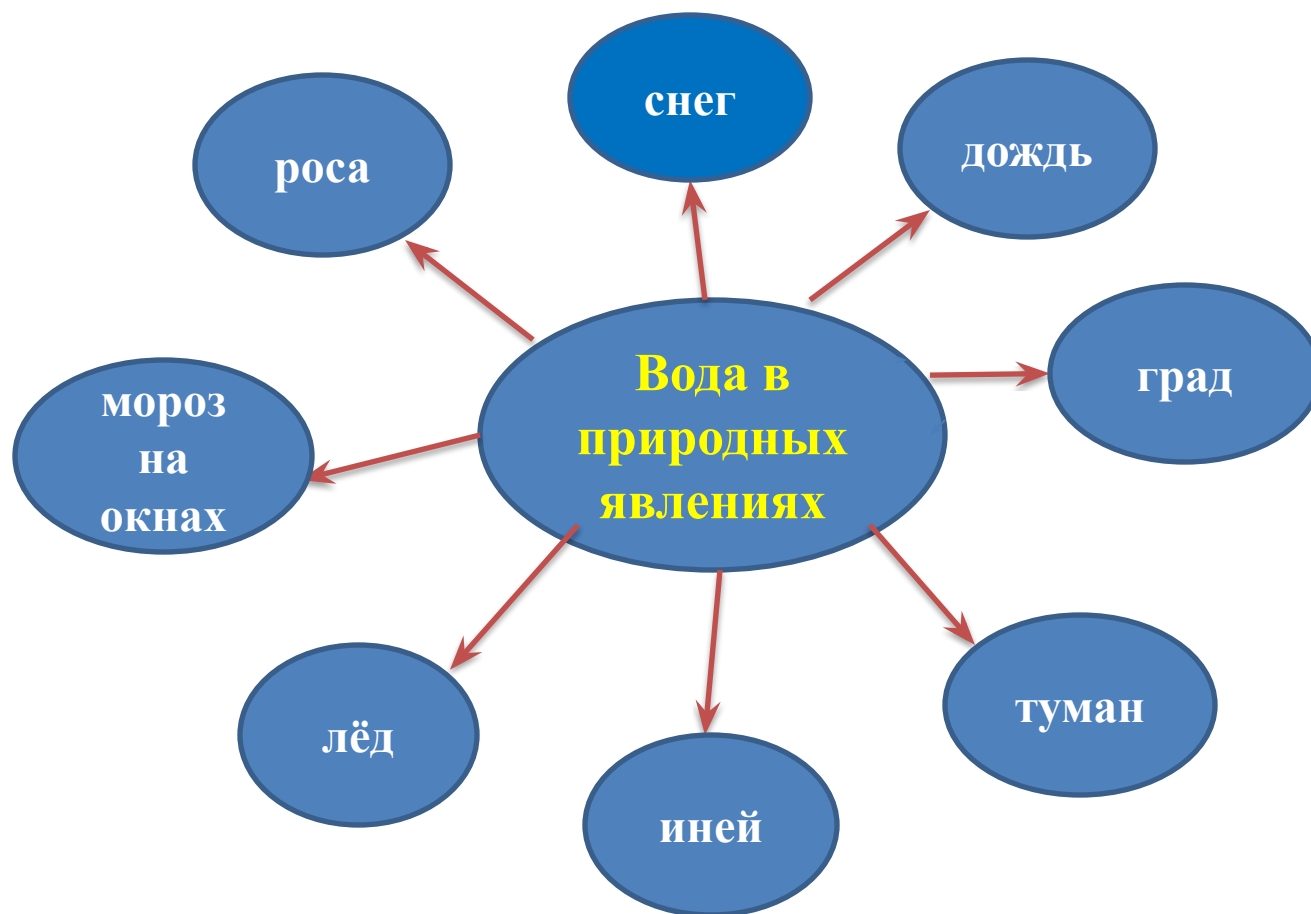 снег
дождь
роса
град
Вода в
природных
явлениях
мороз
на
окнах
туман
лёд
иней